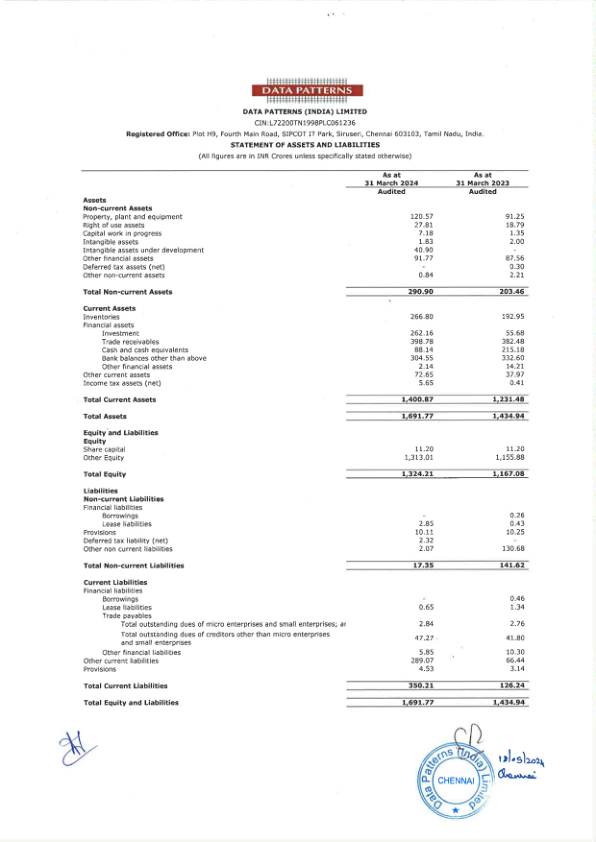 DATA PATTERNS
DATA PATTERNS (INDIA) LIMITED
CIN:L72200TN1998PLC061236
Registered Office: Plot H9, Fourth Main Road, SIPCOT IT Park, Siruseri, Chennai 603103, Tamil Nadu, India.
STATEMENT OF ASSETS AND LIABILITIES
(All figures are in INR Crores unless specifically stated otherwise)
As at As at
31 March 2024 31 March 2023
Audited Audited
Assets
Non-current Assets
Property, plant and equipment 120.57 91.25
Right of use assets 27.81 18.79
Capital work in progress 7.18 1.35
Intangible assets 1.83 2.00
Intangible assets under development 40.90 -
Other financial assets 91.77 87.56
Deferred tax assets (net) - 0.30
Other non-current assets 0.84 2.21
Total Non-current Assets 290.90 203.46
Current Assets
Inventories 266.80 192.95
Financial assets
Investment 262.16 55.68
Trade receivables 398.78 382.48
Cash and cash equivalents 88.14 215.18
Bank balances other than above 304.55 332.60
Other financial assets 2.14 14.21
Other current assets 72.65 37.97
Income tax assets (net) 5.65 0.41
Total Current Assets 1,400.87 1,231.48
Total Assets 1,691.77 1,434.94
Equity and Liabilities
Equity
Share capital 11.20 11.20
Other Equity 1,313.01 1,155.88
Total Equity 1,324.21 1,167.08
Liabilities
Non-current Liabilities
Financial liabilities
Borrowings - 0.26
Lease liabilities 2.85 0.43
Provisions 10.11 10.25
Deferred tax liability (net) 2.32 -
Other non current liabilities 2.07 130.68
Total Non-current Liabilities 17.35 141.62
Current Liabilities
Financial liabilities
Borrowings - 0.46
Lease liabilities 0.65 1.34
Trade payables
Total outstanding dues of micro enterprises and small enterprises; ar 2.84 2.76
Total outstanding dues of creditors other than micro enterprises
and small enterprises 47.27 41.80
Other financial liabilities 5.85 10.30
Other current liabilities 289.07 66.44
Provisions 4.53 3.14
Total Current Liabilities 350.21 126.24
Total Equity and Liabilities 1,691.77 1,434.94
Data Patterns (India) Limited
CHENNAI
18/05/2024
Chennai